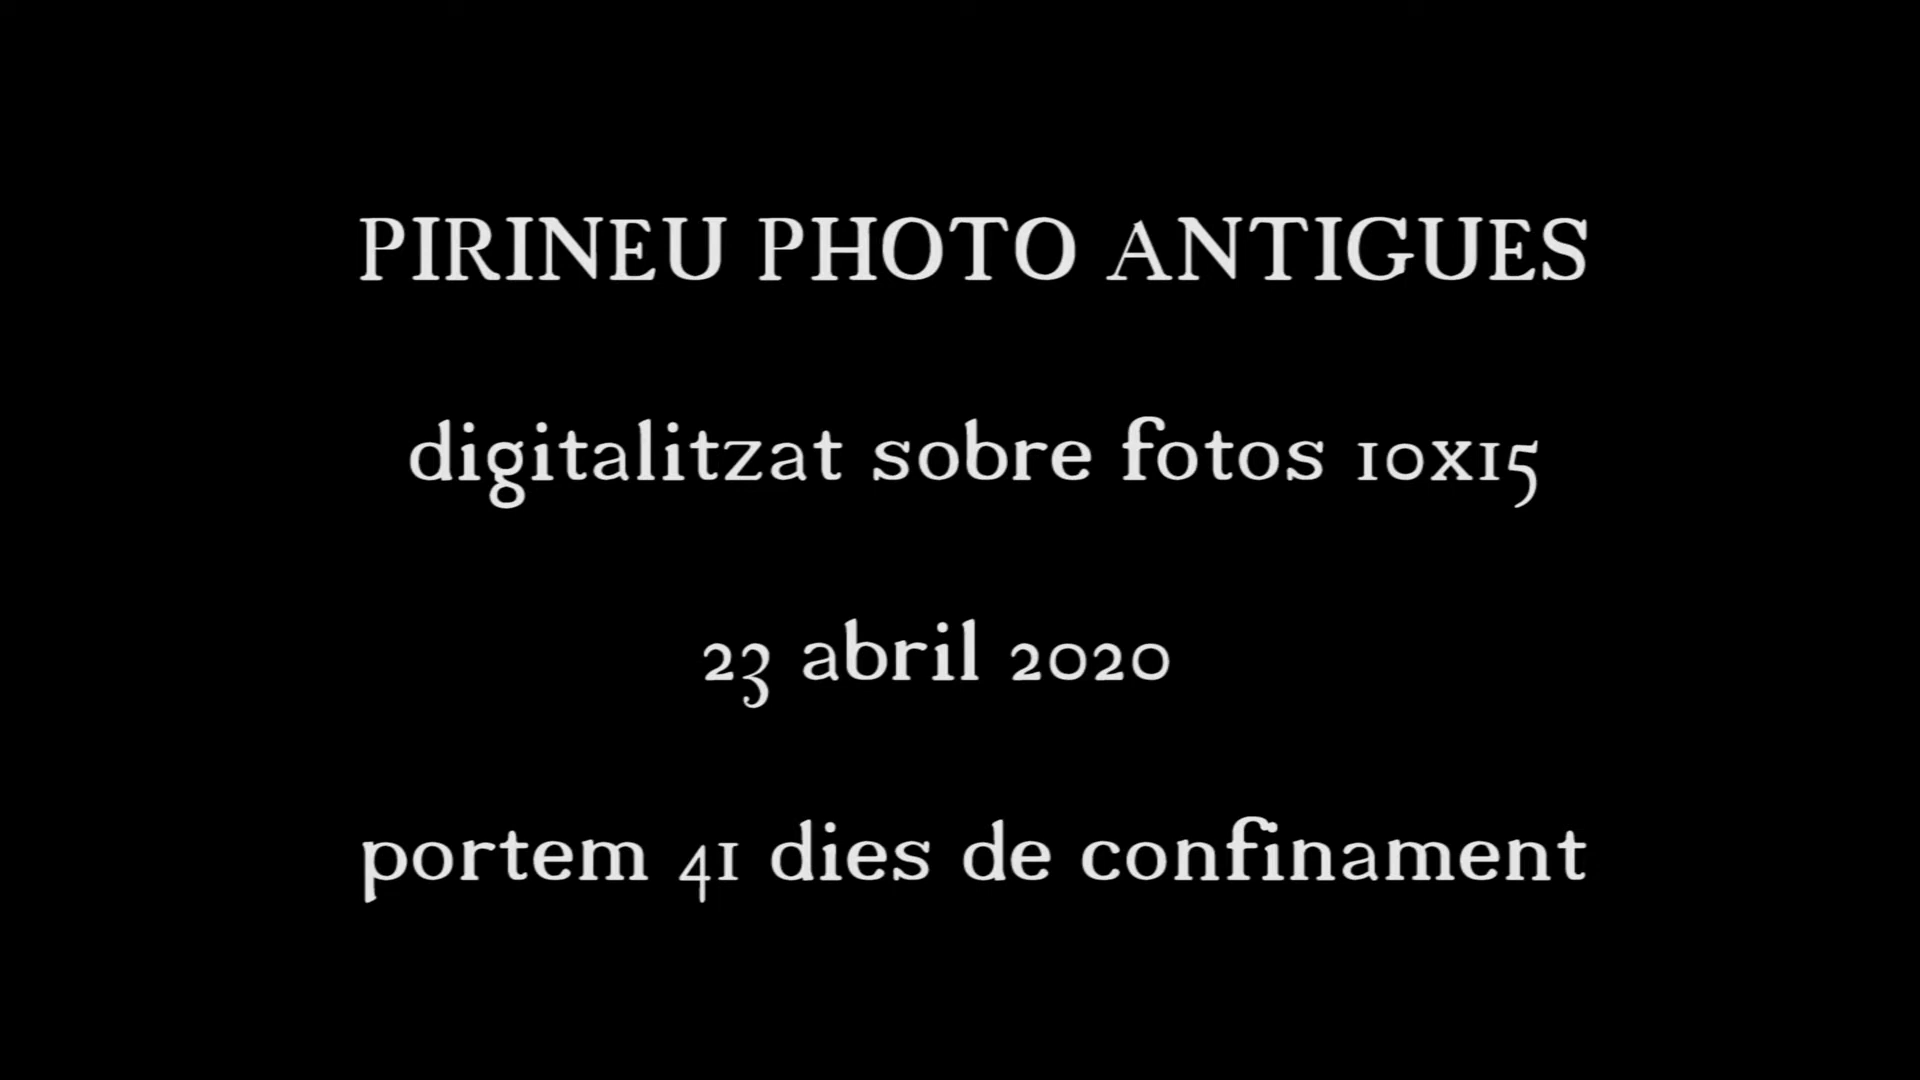 PIRINEU PHOTO ANTIGUES
digitalitzat sobre fotos 10x15
23 abril 2020
portem 41 dies de confinament